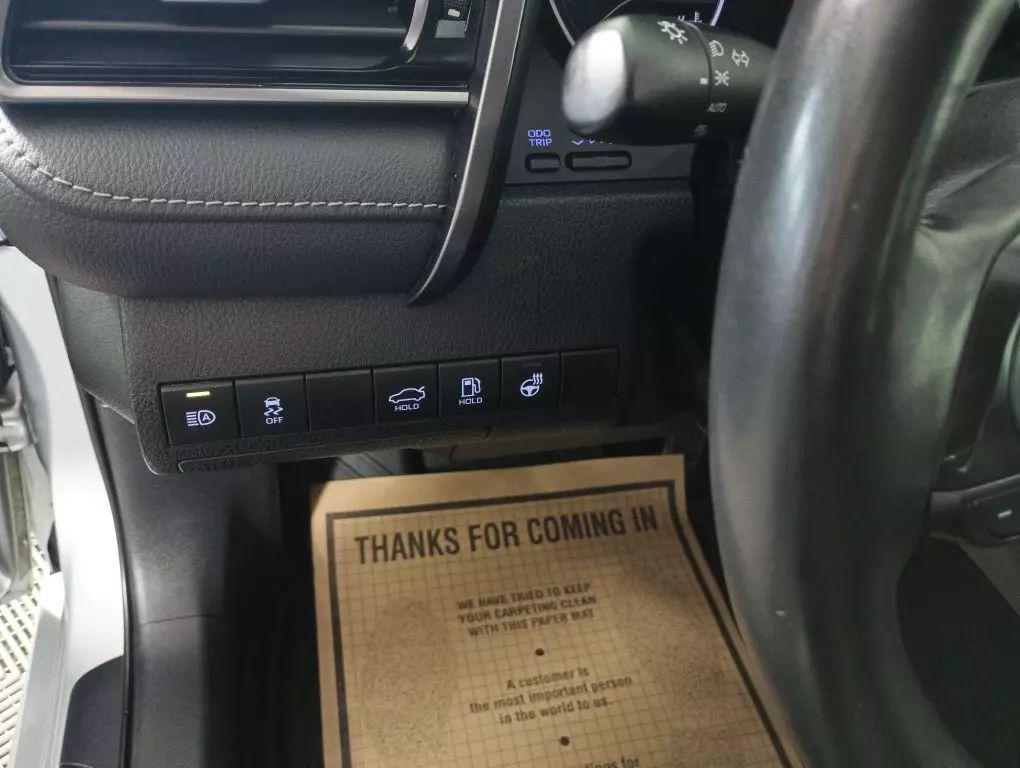 E
AUTO
ODO
TRIP
A
OFF
HOLD
HOLD
THANKS FOR COMING IN
WE HAVE TRIED TO KEEP
YOUR CARPETING CLEAN
WITH THIS PAPER MAT
A customer is
the most important person
in the world to us.
for